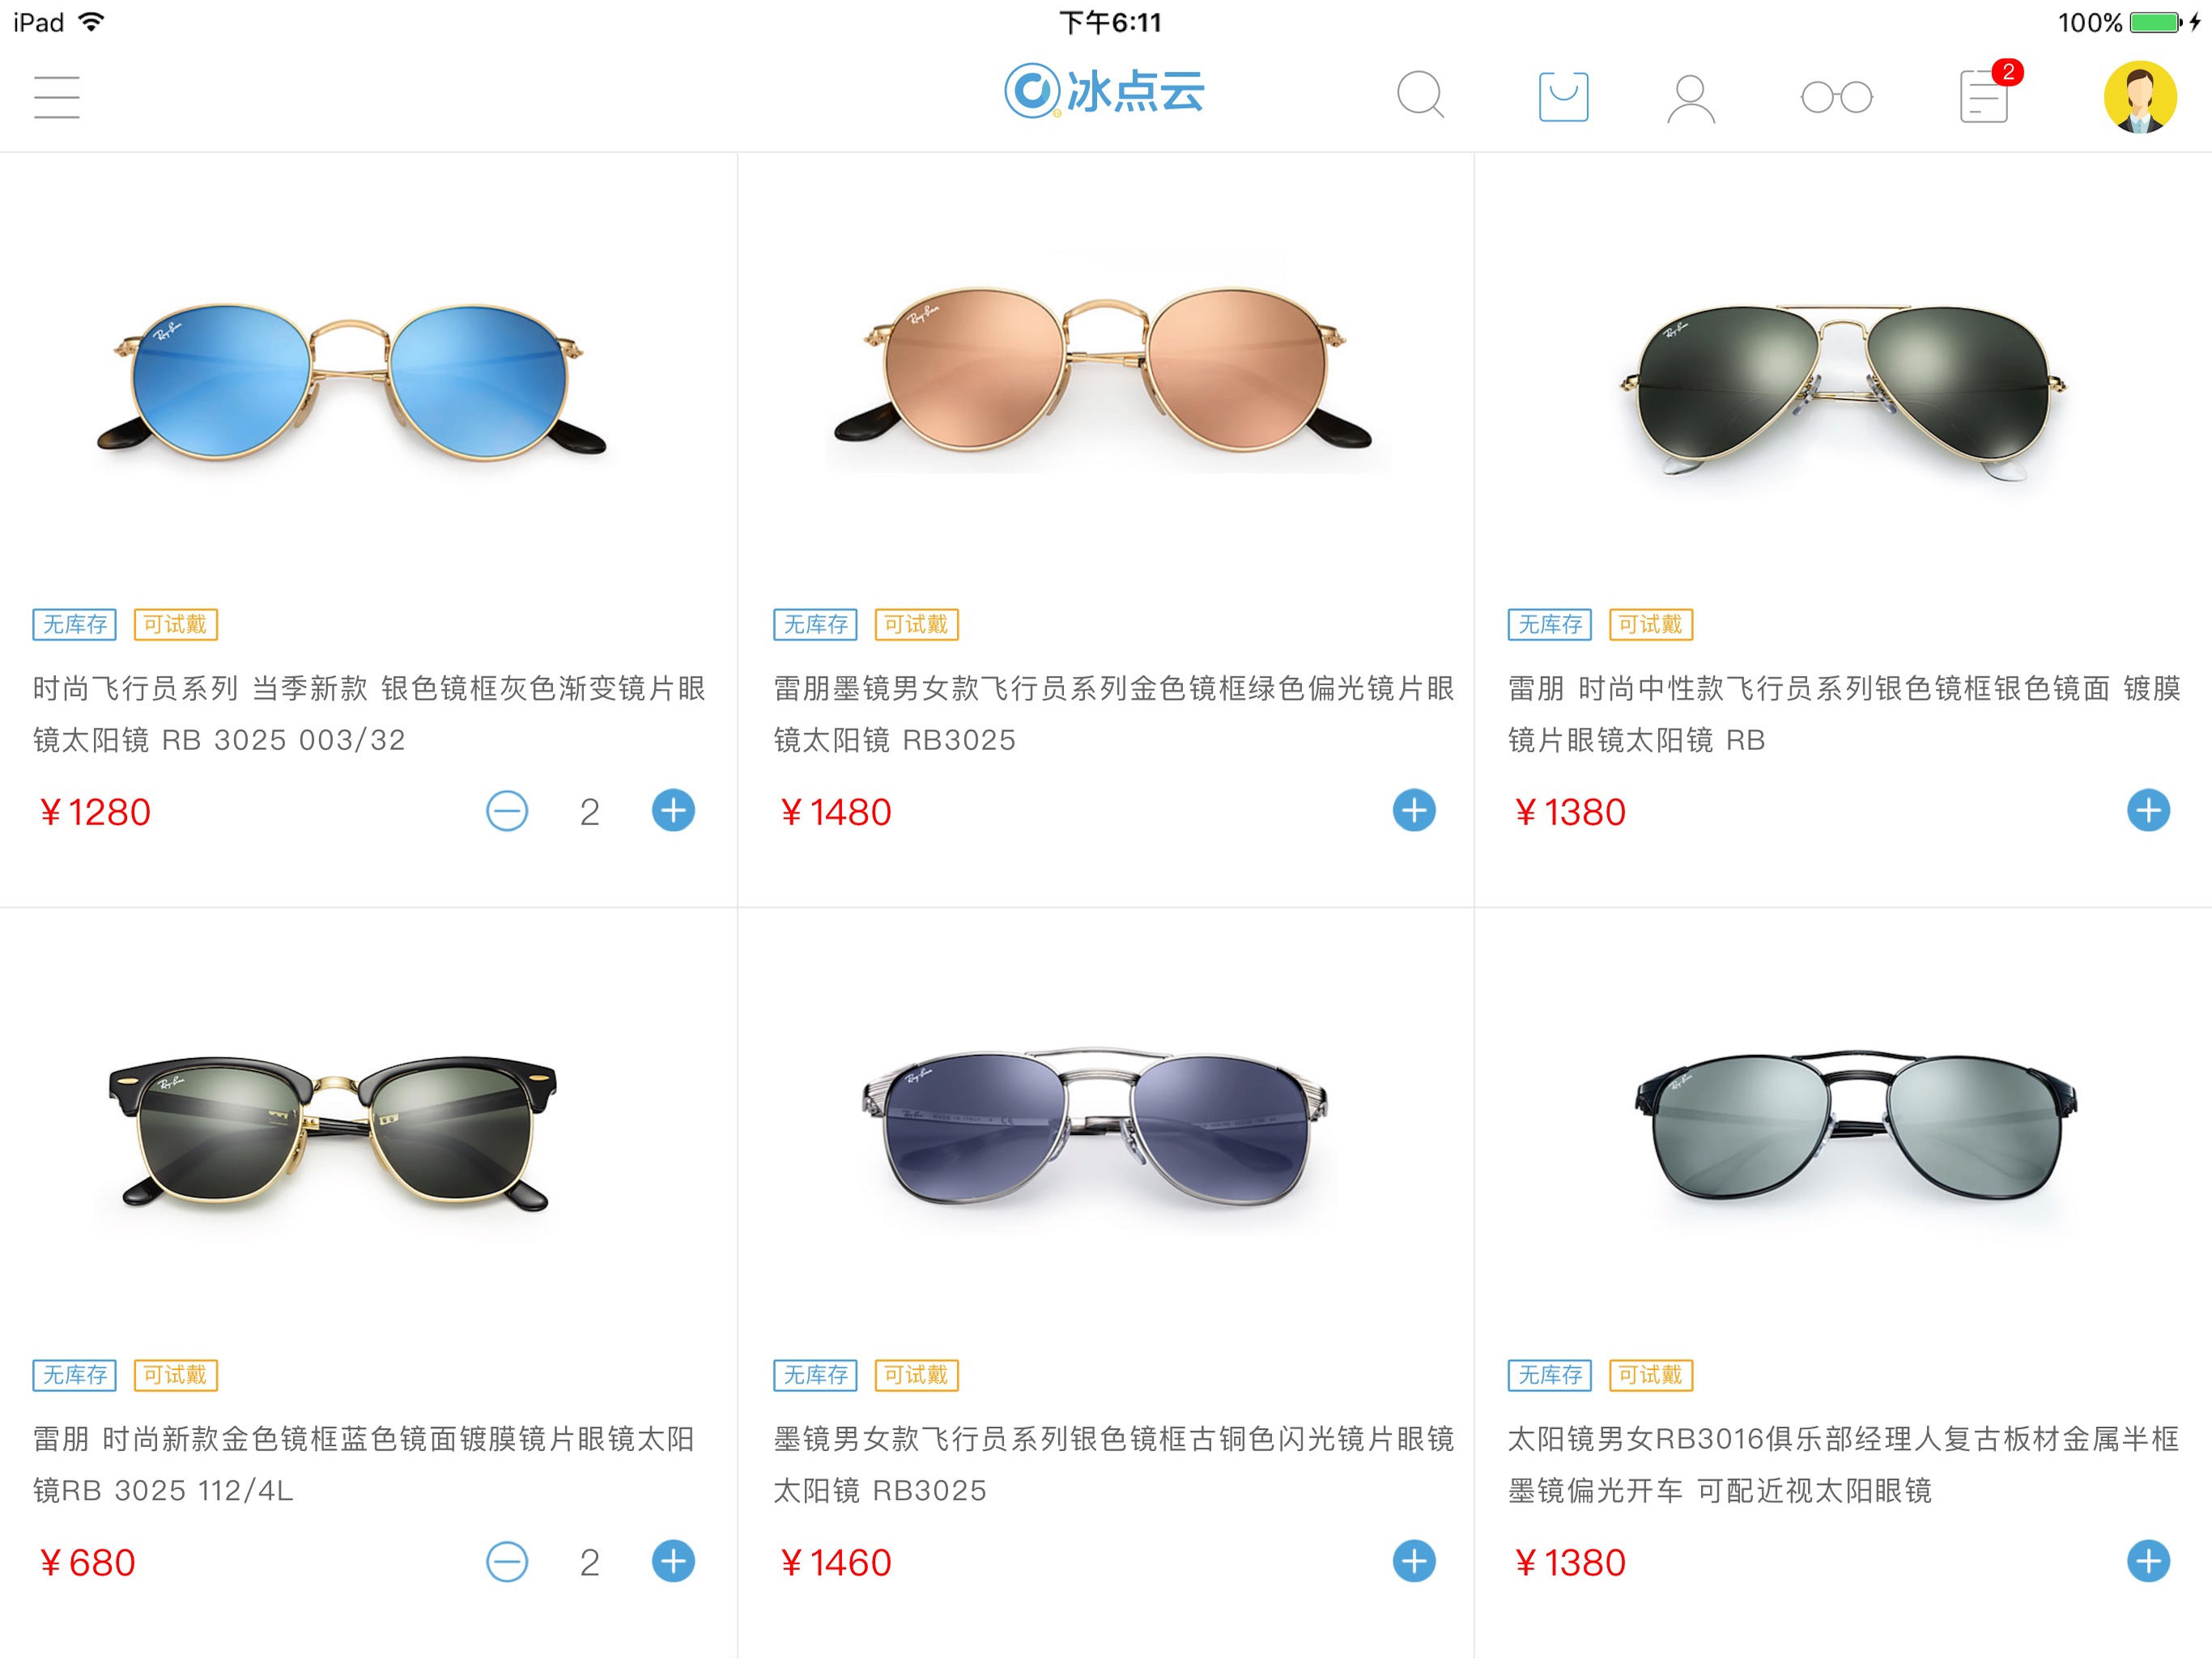 iPad 下午6:11 100%
冰点云 2
Ray-Ban Ray-Ban Ray-Ban
无库存 可试戴 无库存 可试戴 无库存 可试戴
时尚飞行员系列 当季新款 银色镜框灰色渐变镜片眼
镜太阳镜 RB 3025 003/32
雷朋墨镜男女款飞行员系列金色镜框绿色偏光镜片眼
镜太阳镜 RB3025
雷朋 时尚中性款飞行员系列银色镜框银色镜面 镀膜
镜片眼镜太阳镜 RB
¥1280 2 ¥1480 ¥1380
Ray-Ban Ray-Ban Ray-Ban
无库存 可试戴 无库存 可试戴 无库存 可试戴
雷朋 时尚新款金色镜框蓝色镜面镀膜镜片眼镜太阳
镜RB 3025 112/4L
墨镜男女款飞行员系列银色镜框古铜色闪光镜片眼镜
太阳镜 RB3025
太阳镜男女RB3016俱乐部经理人复古板材金属半框
墨镜偏光开车 可配近视太阳眼镜
¥680 2 ¥1460 ¥1380